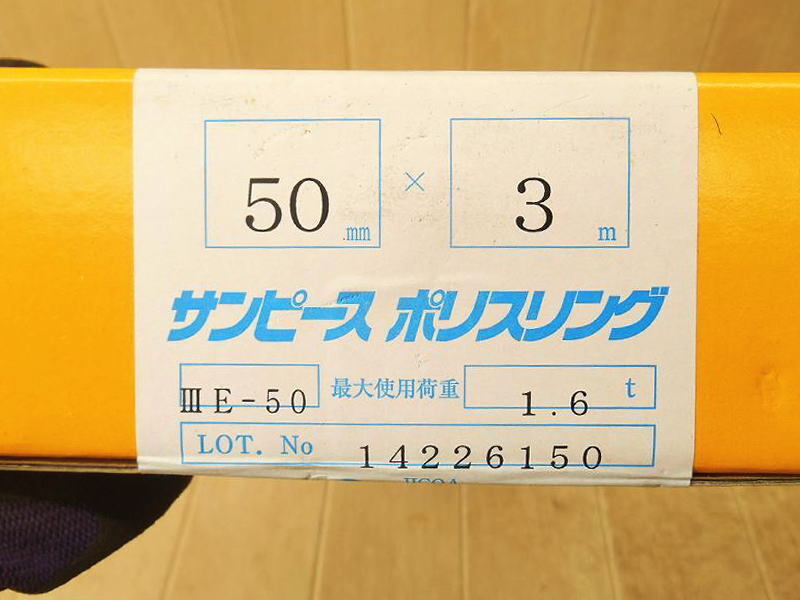 50 mm × 3 m
サンピース ポリスリング
ⅢE-50 最大使用荷重 1.6 t
LOT. No 14226150